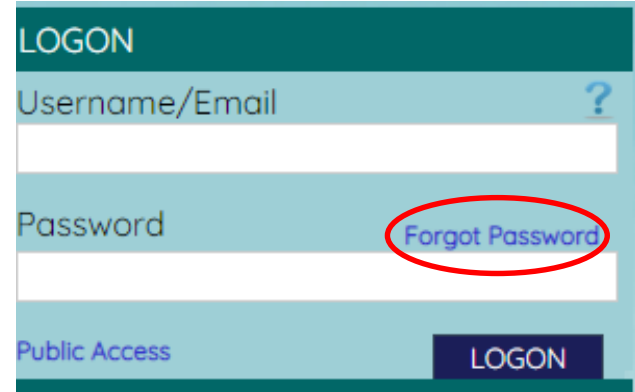 LOGON
Username/Email ?
Password
Forgot Password
Public Access
LOGON